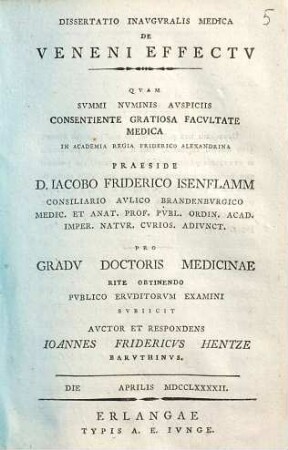 5
DISSERTATIO INAVGVRALIS MEDICA
DE
VENENI EFFECTV
QVAM
SVMMI NVMINIS AVSPICIIS
CONSENTIENTE GRATIOSA FACVLTATE
MEDICA
IN ACADEMIA REGIA FRIDERICO ALEXANDRINA
PRAESIDE
D. IACOBO FRIDERICO ISENFLAMM
CONSILIARIO AVLICO BRANDENBVRGICO
MEDIC. ET ANAT. PROF. PVBL. ORDIN. ACAD.
IMPER. NATVR. CVRIOS. ADIVNCT.
PRO
GRADV DOCTORIS MEDICINAE
RITE OBTINENDO
PVBLICO ERVDITORVM EXAMINI
SVBIICIT
AVCTOR ET RESPONDENS
IOANNES FRIDERICVS HENTZE
BARVTHINVS.
DIE APRILIS MDCCLXXXXII.
ERLANGAE
TYPIS A. E. IVNGE.